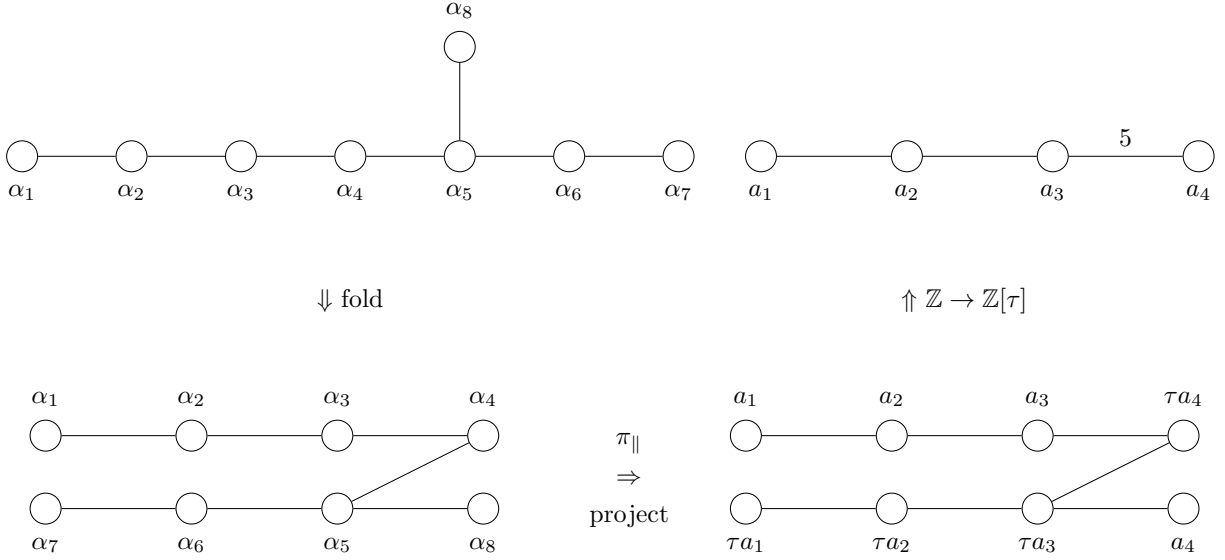 α₈
α₁ α₂ α₃ α₄ α₅ α₆ α₇
5
a₁ a₂ a₃ a₄
⇓ fold
⇑ ℤ → ℤ[τ]
α₁ α₂ α₃ α₄
α₇ α₆ α₅ α₈
π∥
⇒
project
a₁ a₂ a₃ τa₄
τa₁ τa₂ τa₃ a₄